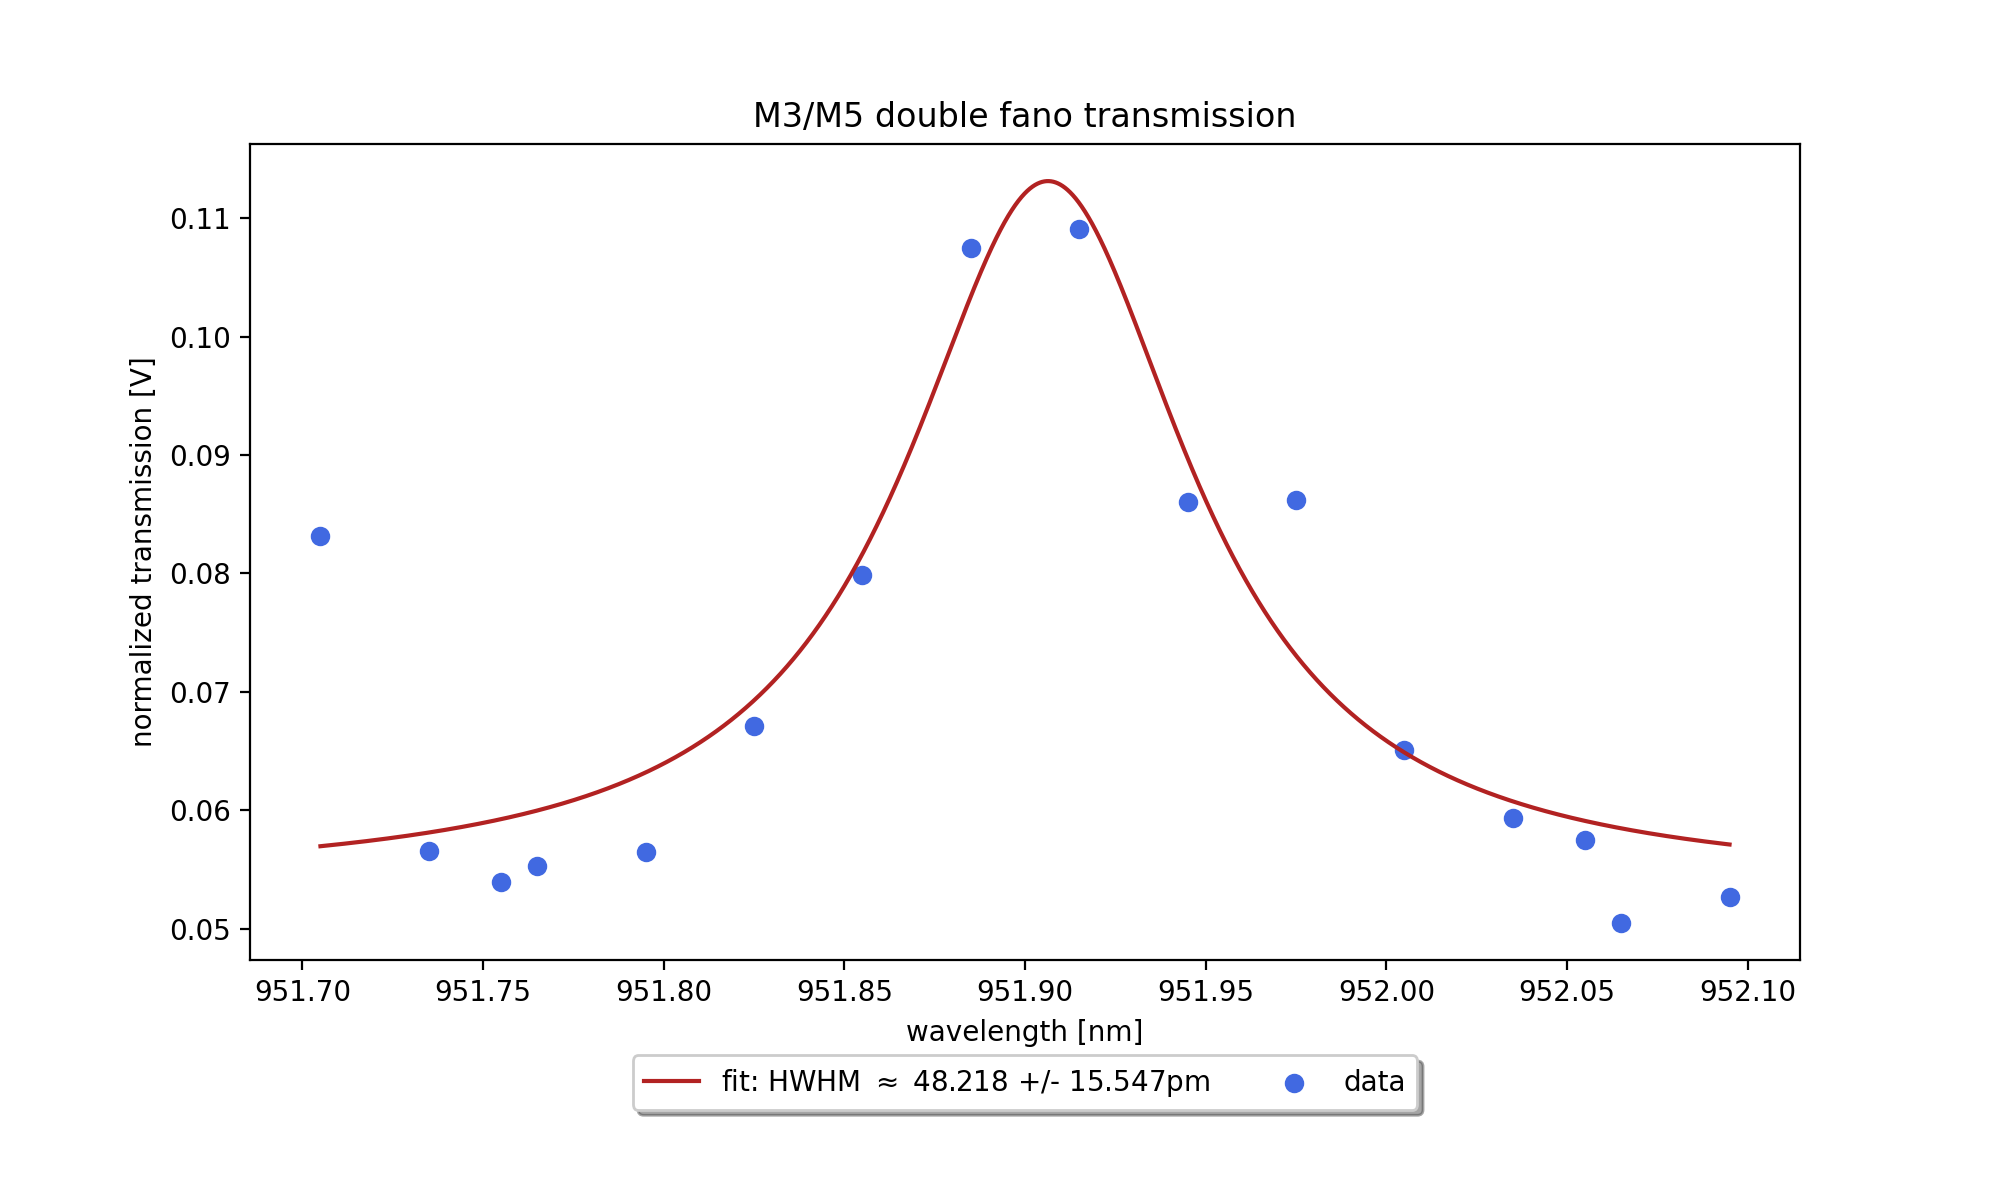 M3/M5 double fano transmission
normalized transmission [V]
0.11
0.10
0.09
0.08
0.07
0.06
0.05
951.70 951.75 951.80 951.85 951.90 951.95 952.00 952.05 952.10
wavelength [nm]
fit: HWHM ≈ 48.218 +/- 15.547pm data